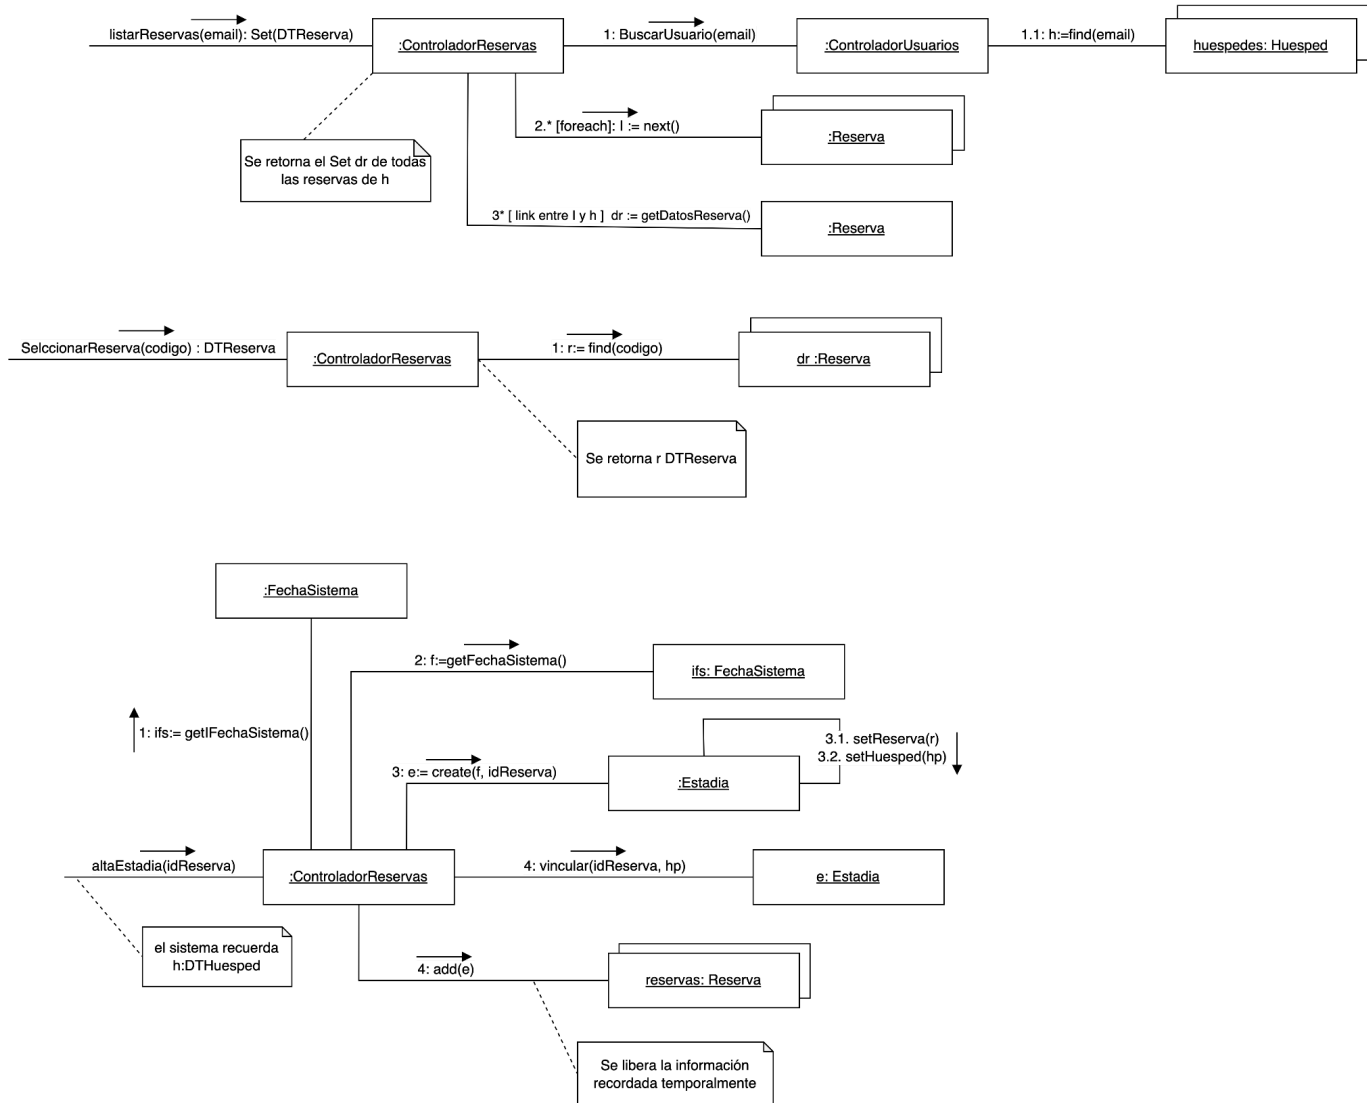 listarReservas(email): Set(DTReserva)
:ControladorReservas
1: BuscarUsuario(email)
:ControladorUsuarios
1.1: h:=find(email)
huespedes: Huesped
2.* [foreach]: l := next()
:Reserva
Se retorna el Set dr de todas
las reservas de h
3* [ link entre l y h ] dr := getDatosReserva()
:Reserva
SelccionarReserva(codigo) : DTReserva
:ControladorReservas
1: r:= find(codigo)
dr :Reserva
Se retorna r DTReserva
:FechaSistema
2: f:=getFechaSistema()
ifs: FechaSistema
1: ifs:= getIFechaSistema()
3.1. setReserva(r)
3.2. setHuesped(hp)
3: e:= create(f, idReserva)
:Estadia
altaEstadia(idReserva)
:ControladorReservas
4: vincular(idReserva, hp)
e: Estadia
el sistema recuerda
h:DTHuesped
4: add(e)
reservas: Reserva
Se libera la información
recordada temporalmente